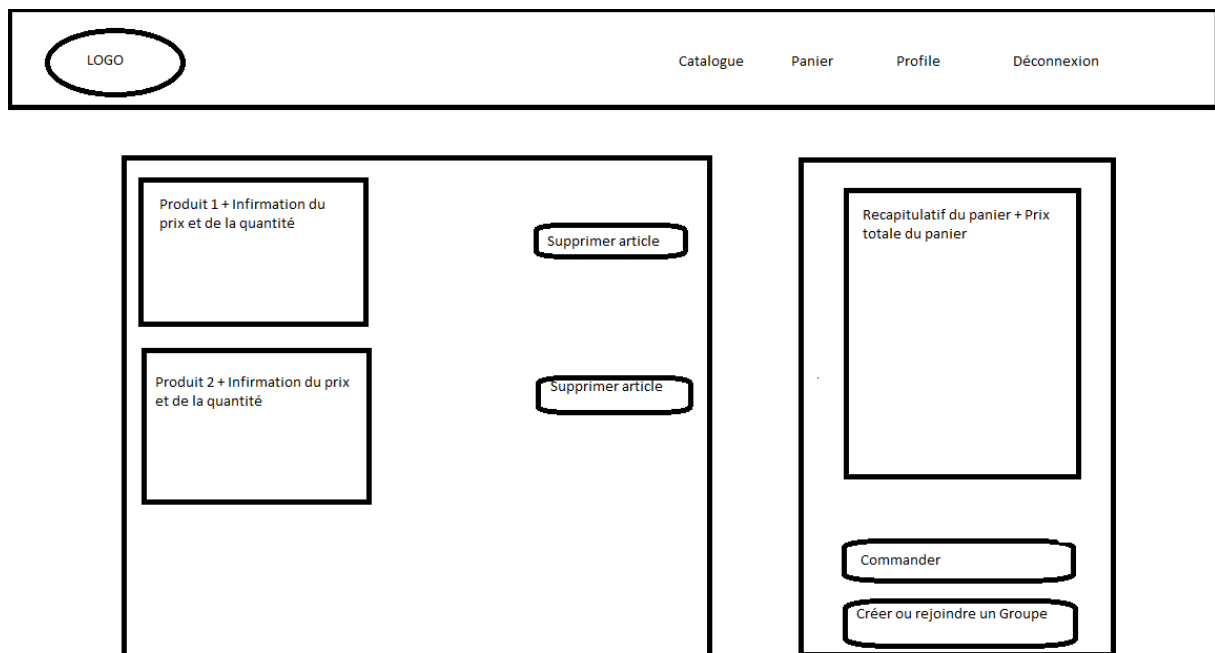 LOGO
Catalogue
Panier
Profile
Déconnexion
Produit 1 + Infirmation du
prix et de la quantité
Supprimer article
Produit 2 + Infirmation du prix
et de la quantité
Supprimer article
Recapitulatif du panier + Prix
totale du panier
Commander
Créer ou rejoindre un Groupe